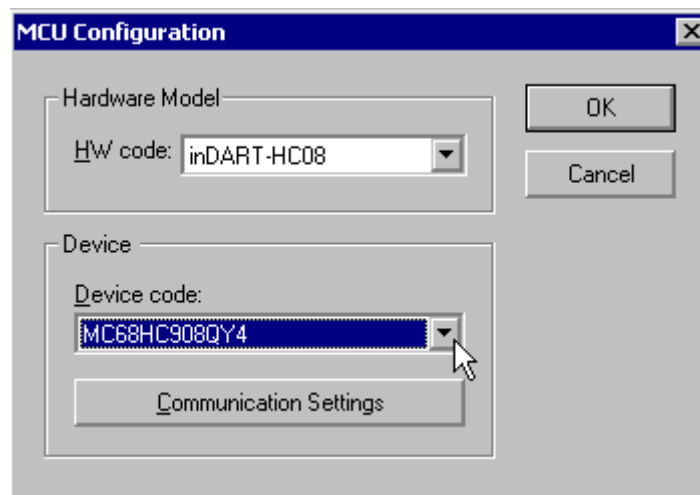 MCU Configuration
Hardware Model
HW code: inDART-HC08
OK
Cancel
Device
Device code:
MC68HC908QY4
Communication Settings